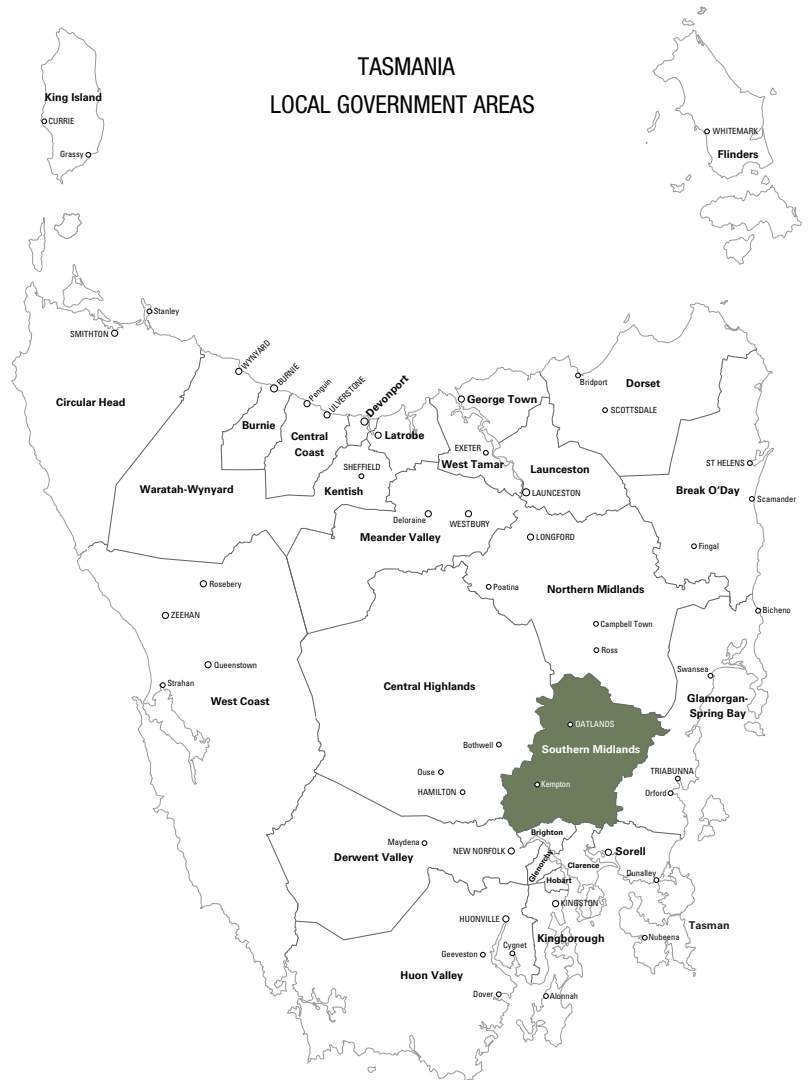 TASMANIA
LOCAL GOVERNMENT AREAS
King Island
CURRIE
Grassy
WHITEMARK
Flinders
Stanley
SMITHTON
WYNYARD
BURNIE
Penguin
ULVERSTONE
Devonport
Circular Head
Burnie
Central
Coast
Latrobe
George Town
Bridport
Dorset
SCOTTSDALE
EXETER
West Tamar
Launceston
LAUNCESTON
SHEFFIELD
Kentish
Waratah-Wynyard
ST HELENS
Break O'Day
Scamander
Deloraine
WESTBURY
Meander Valley
LONGFORD
Fingal
Rosebery
Poatina
Northern Midlands
ZEEHAN
Campbell Town
Bicheno
Ross
Queenstown
Strahan
West Coast
Central Highlands
Swansea
Glamorgan-
Spring Bay
OATLANDS
Southern Midlands
Bothwell
Ouse
HAMILTON
Kempton
TRIABUNNA
Orford
Brighton
Maydena
Derwent Valley
NEW NORFOLK
Glenorchy
Clarence
Sorell
Hobart
Dunalley
KINGSTON
HUONVILLE
Kingborough
Tasman
Nubeena
Cygnet
Geeveston
Huon Valley
Dover
Alonnah